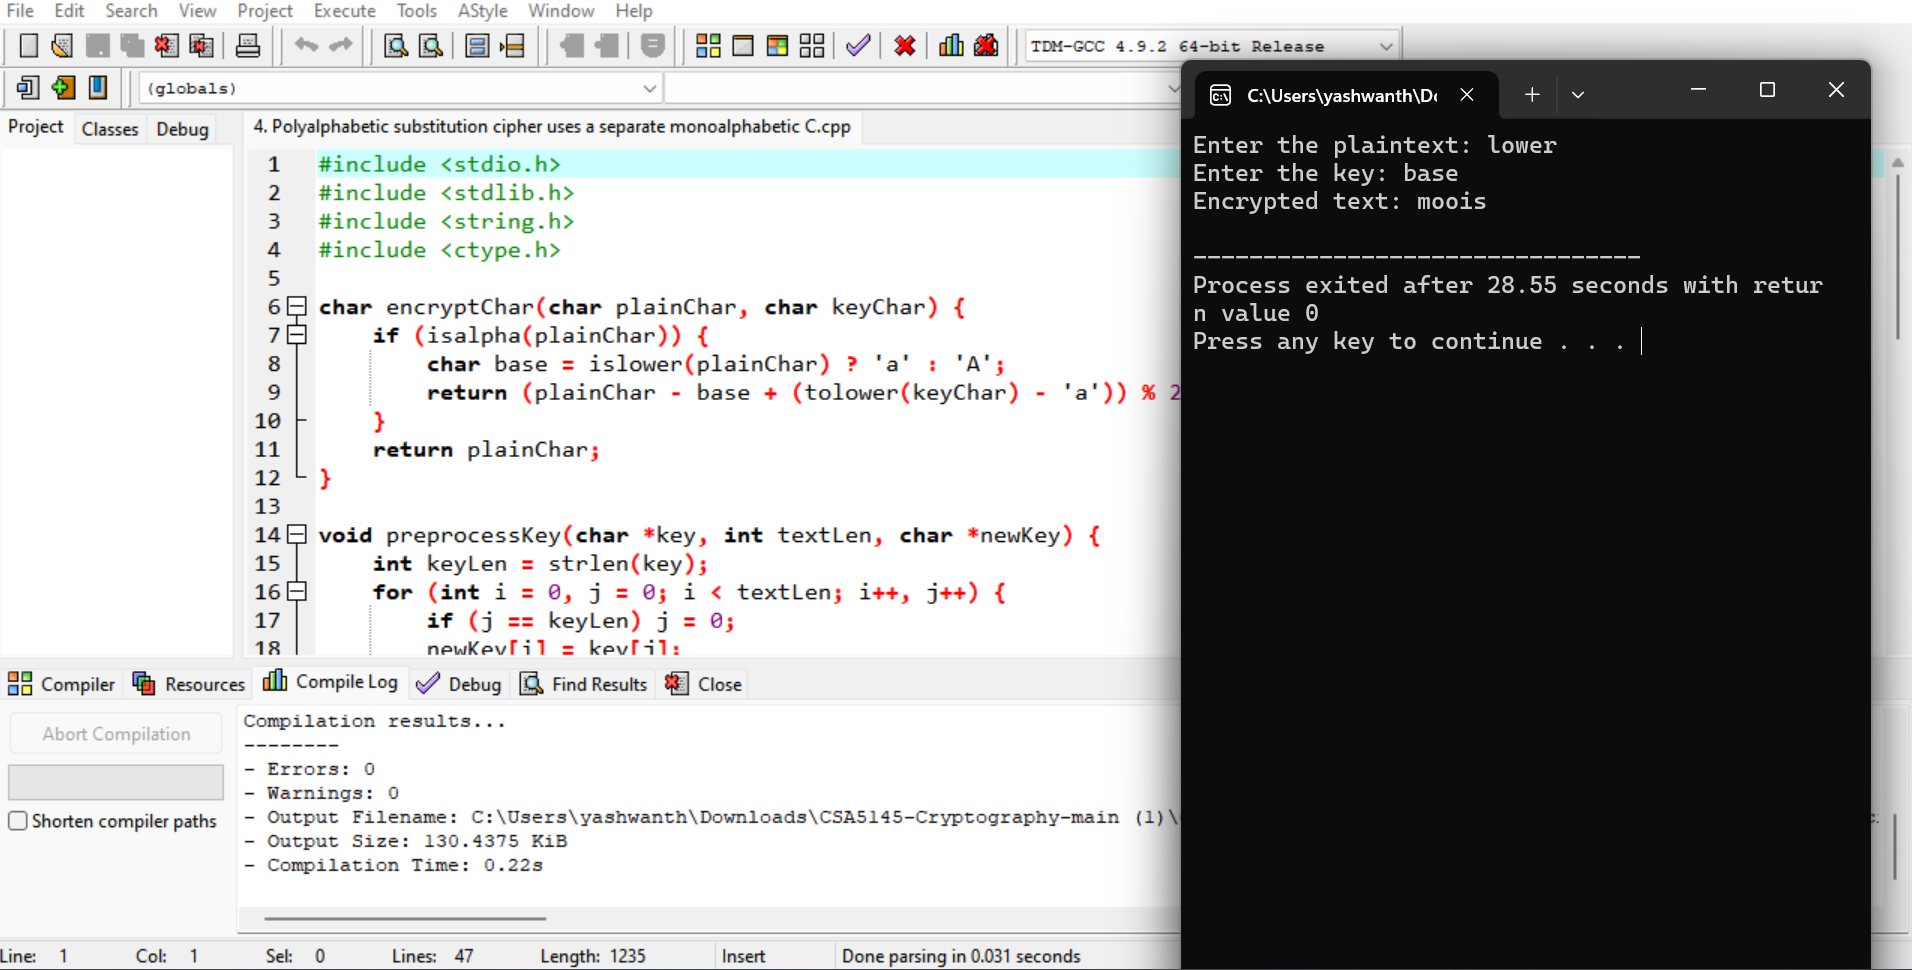 File Edit Search View Project Execute Tools AStyle Window Help
TDM-GCC 4.9.2 64-bit Release
(globals)
Project Classes Debug
4. Polyalphabetic substitution cipher uses a separate monoalphabetic C.cpp
1 #include <stdio.h>
2 #include <stdlib.h>
3 #include <string.h>
4 #include <ctype.h>
5
6 char encryptChar(char plainChar, char keyChar) {
7 if (isalpha(plainChar)) {
8 char base = islower(plainChar) ? 'a' : 'A';
9 return (plainChar - base + (tolower(keyChar) - 'a')) % 2
10 }
11 return plainChar;
12 }
13
14 void preprocessKey(char *key, int textLen, char *newKey) {
15 int keyLen = strlen(key);
16 for (int i = 0, j = 0; i < textLen; i++, j++) {
17 if (j == keyLen) j = 0;
18 newKey[i] = key[j];
C:\Users\yashwanth\Do
Enter the plaintext: lower
Enter the key: base
Encrypted text: moois
--------------------------------
Process exited after 28.55 seconds with retur
n value 0
Press any key to continue . . .
Compiler Resources Compile Log Debug Find Results Close
Abort Compilation
Shorten compiler paths
Compilation results...
--------
- Errors: 0
- Warnings: 0
- Output Filename: C:\Users\yashwanth\Downloads\CSA5145-Cryptography-main (1)\
- Output Size: 130.4375 KiB
- Compilation Time: 0.22s
Line: 1 Col: 1 Sel: 0 Lines: 47 Length: 1235 Insert Done parsing in 0.031 seconds